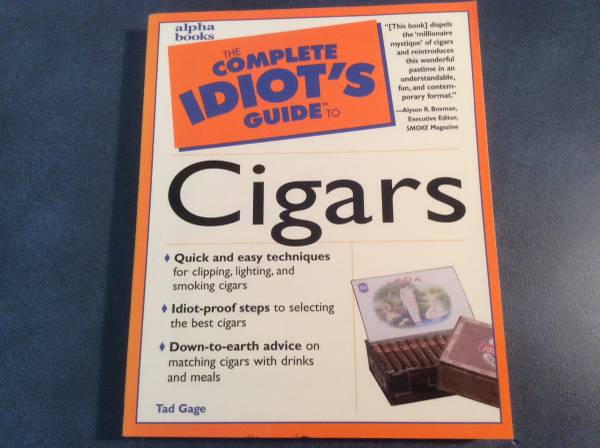 alpha
books
THE
COMPLETE
IDIOT'S
GUIDE™ TO
"[This book] dispels
the 'millionaire
mystique' of cigars
and reintroduces
this wonderful
pastime in an
understandable,
fun, and contem-
porary format."
—Alyson R. Boxman,
Executive Editor,
SMOKE Magazine
Cigars
♦ Quick and easy techniques
for clipping, lighting, and
smoking cigars
♦ Idiot-proof steps to selecting
the best cigars
♦ Down-to-earth advice on
matching cigars with drinks
and meals
Tad Gage